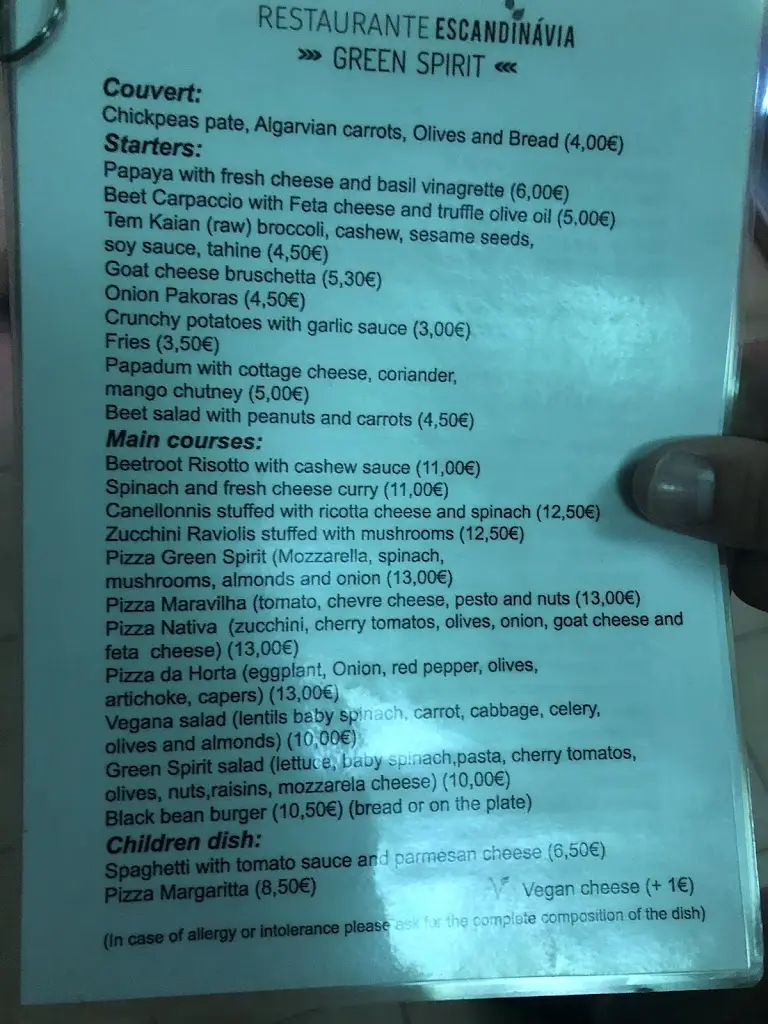 RESTAURANTE ESCANDINÁVIA
»» GREEN SPIRIT ««
Couvert:
Chickpeas pate, Algarvian carrots, Olives and Bread (4,00€)
Starters:
Papaya with fresh cheese and basil vinagrette (6,00€)
Beet Carpaccio with Feta cheese and truffle olive oil (5,00€)
Tem Kaian (raw) broccoli, cashew, sesame seeds,
soy sauce, tahine (4,50€)
Goat cheese bruschetta (5,30€)
Onion Pakoras (4,50€)
Crunchy potatoes with garlic sauce (3,00€)
Fries (3,50€)
Papadum with cottage cheese, coriander,
mango chutney (5,00€)
Beet salad with peanuts and carrots (4,50€)
Main courses:
Beetroot Risotto with cashew sauce (11,00€)
Spinach and fresh cheese curry (11,00€)
Canellonnis stuffed with ricotta cheese and spinach (12,50€)
Zucchini Raviolis stuffed with mushrooms (12,50€)
Pizza Green Spirit (Mozzarella, spinach,
mushrooms, almonds and onion (13,00€)
Pizza Maravilha (tomato, chevre cheese, pesto and nuts (13,00€)
Pizza Nativa (zucchini, cherry tomatos, olives, onion, goat cheese and
feta cheese) (13,00€)
Pizza da Horta (eggplant, Onion, red pepper, olives,
artichoke, capers) (13,00€)
Vegana salad (lentils baby spinach, carrot, cabbage, celery,
olives and almonds) (10,00€)
Green Spirit salad (lettuce, baby spinach,pasta, cherry tomatos,
olives, nuts,raisins, mozzarela cheese) (10,00€)
Black bean burger (10,50€) (bread or on the plate)
Children dish:
Spaghetti with tomato sauce and parmesan cheese (6,50€)
Pizza Margaritta (8,50€) Vegan cheese (+ 1€)
(In case of allergy or intolerance please ask for the complete composition of the dish)